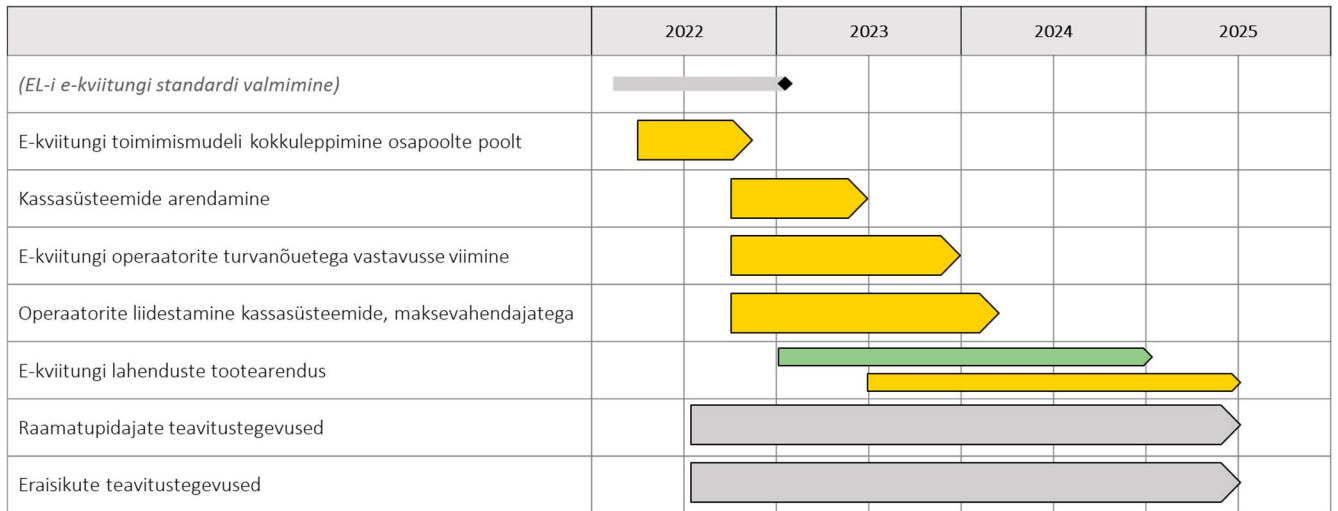 2022 2023 2024 2025
(EL-i e-kviitungi standardi valmimine)
E-kviitungi toimimismudeli kokkuleppimine osapoolte poolt
Kassasüsteemide arendamine
E-kviitungi operaatorite turvanõuetega vastavusse viimine
Operaatorite liidestamine kassasüsteemide, maksevahendajatega
E-kviitungi lahenduste tootearendus
Raamatupidajate teavitustegevused
Eraisikute teavitustegevused